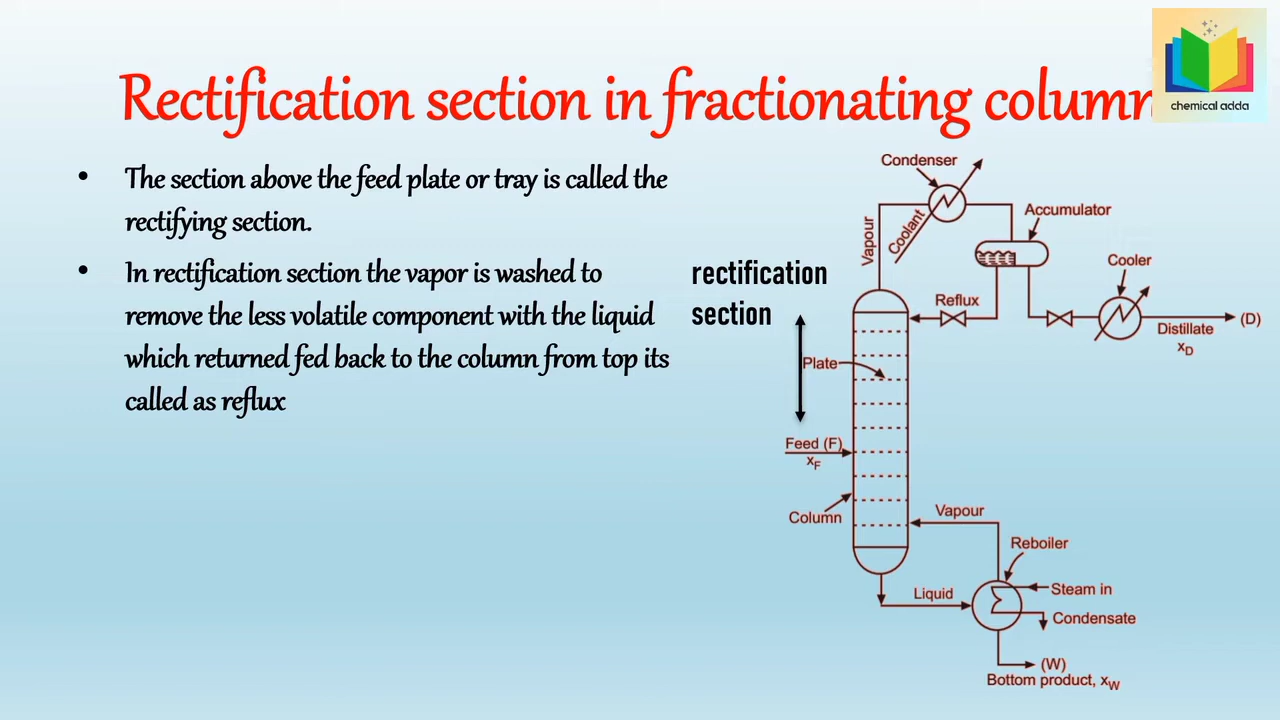 Rectification section in fractionating column
chemical adda
• The section above the feed plate or tray is called the
rectifying section.
• In rectification section the vapor is washed to
remove the less volatile component with the liquid
which returned fed back to the column from top its
called as reflux
rectification
section
Condenser
Vapour
Coolant
Accumulator
Cooler
Reflux
(D)
Distillate
xD
Plate
Feed (F)
xF
Column
Vapour
Reboiler
Steam in
Liquid
Condensate
(W)
Bottom product, xW